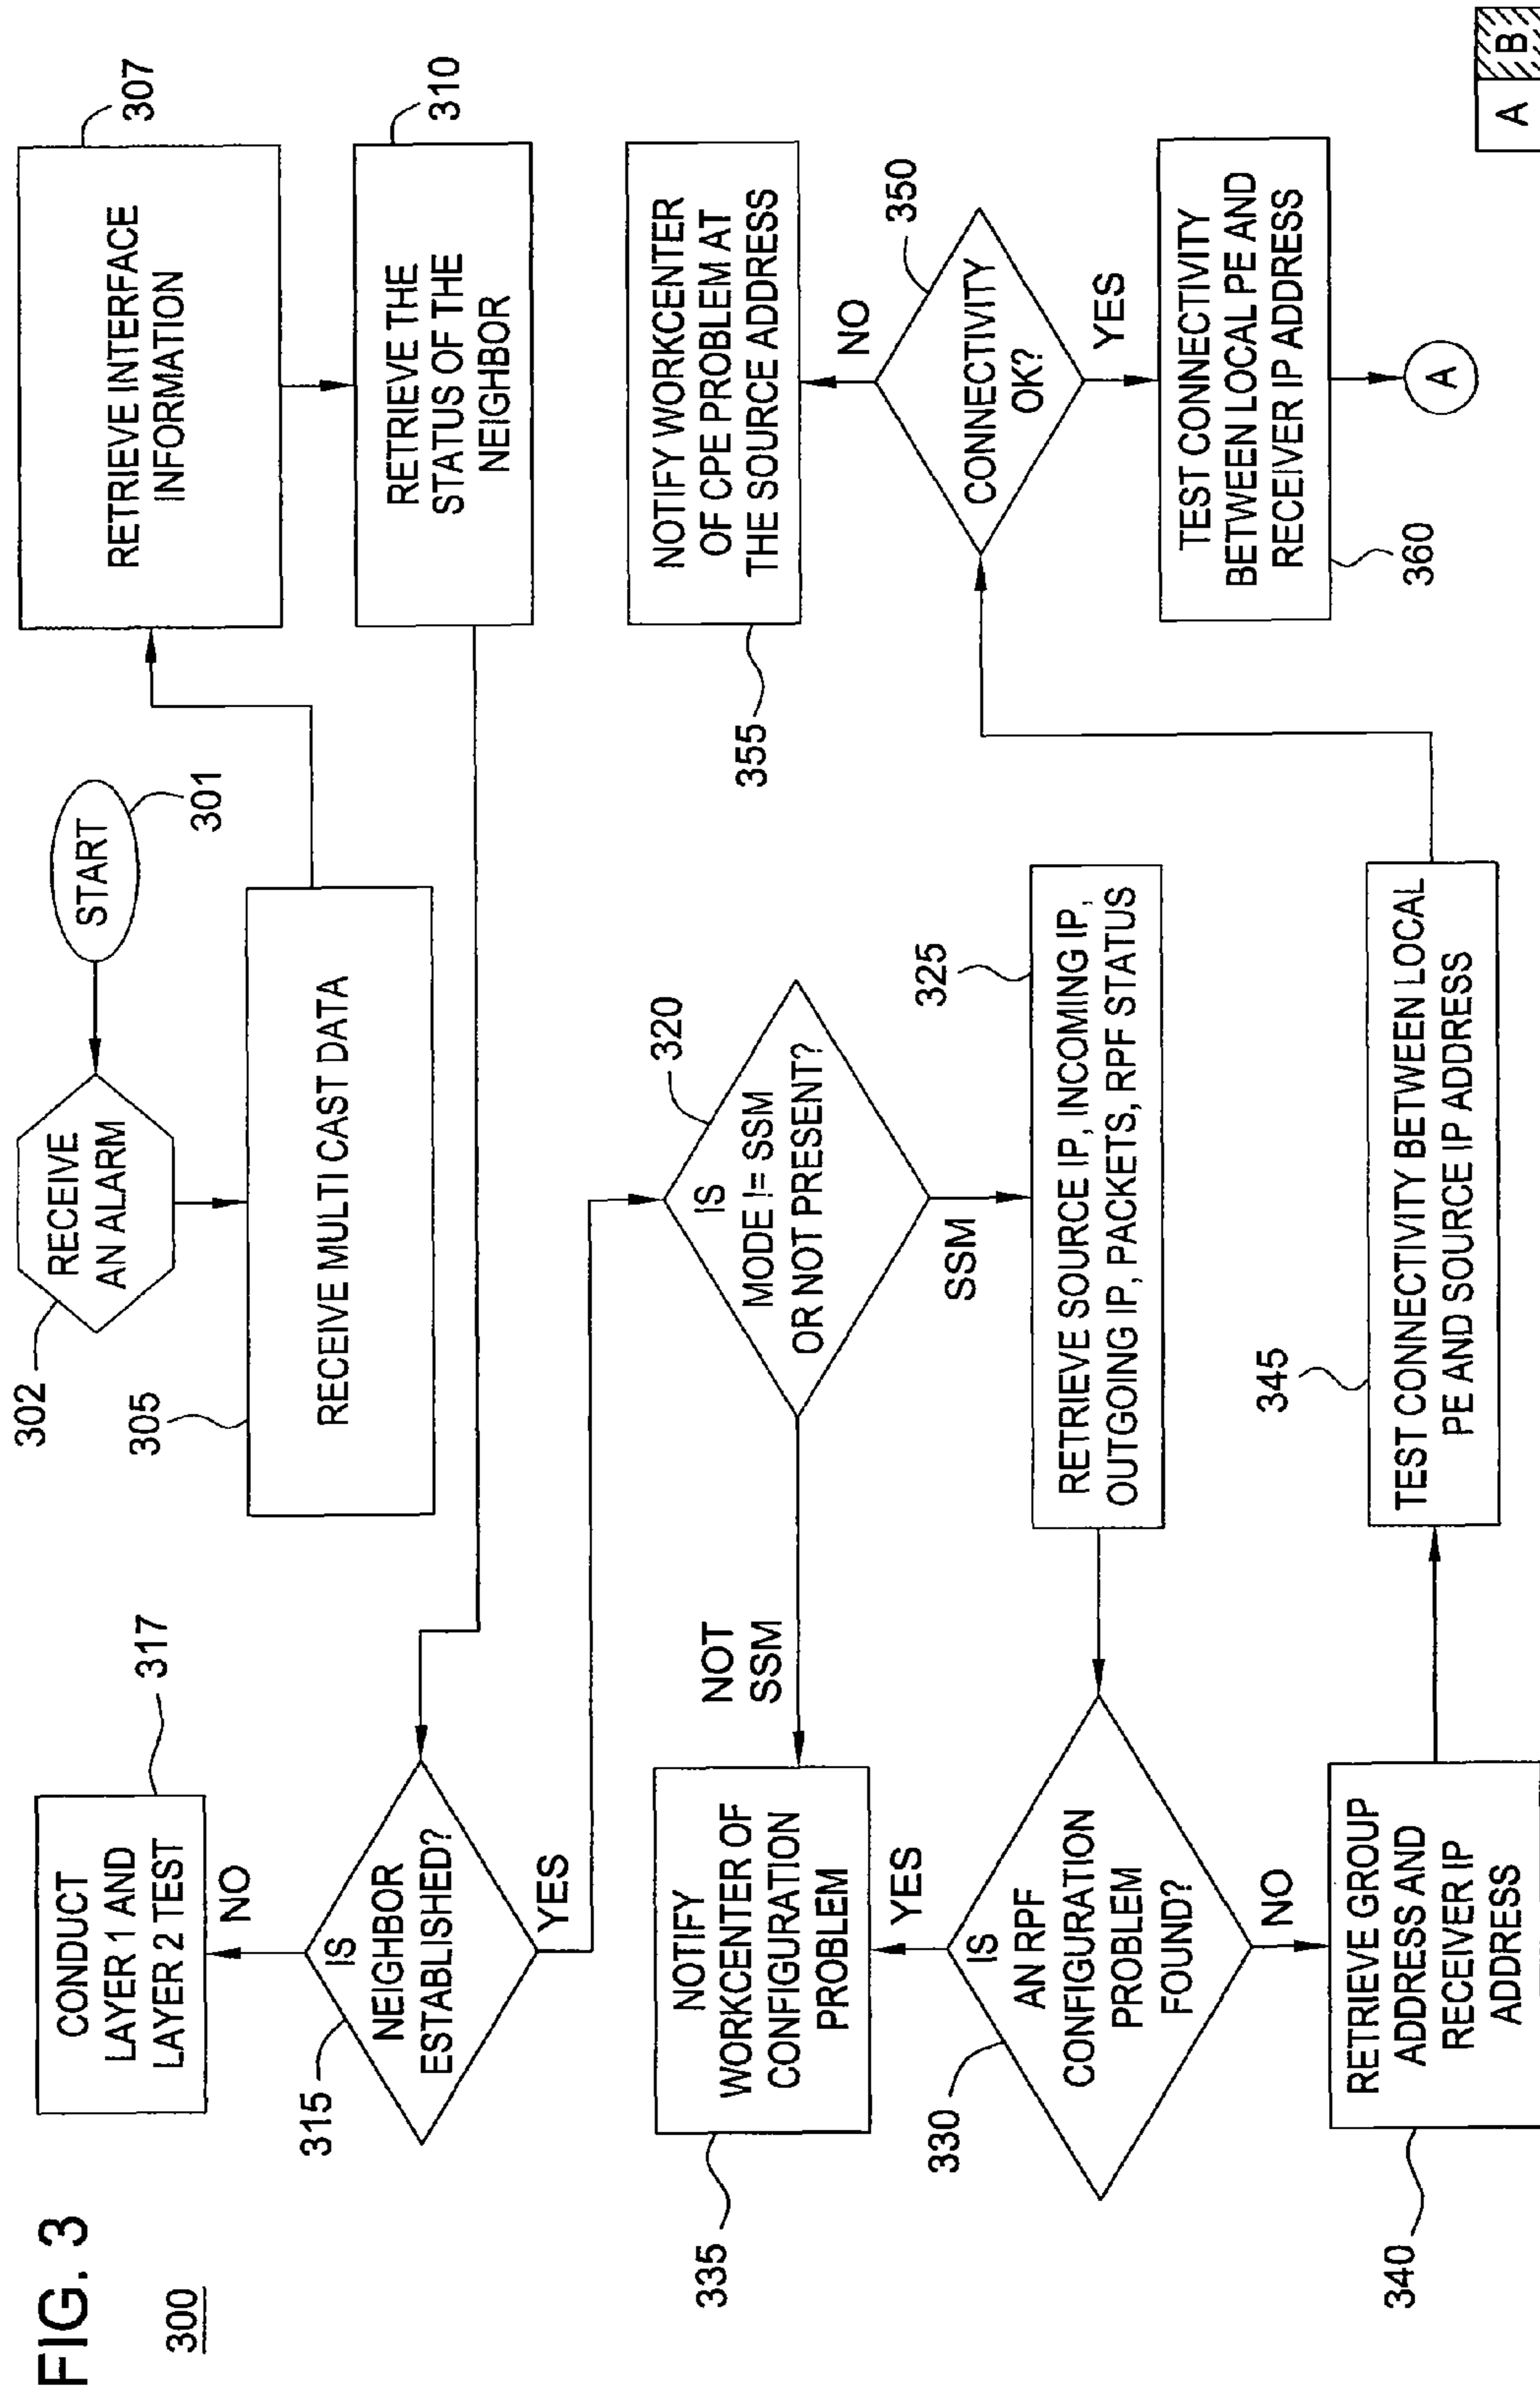 FIG. 3
300
START
301
RECEIVE
AN ALARM
302
RECEIVE MULTI CAST DATA
305
RETRIEVE INTERFACE
INFORMATION
307
RETRIEVE THE
STATUS OF THE
NEIGHBOR
310
IS
NEIGHBOR
ESTABLISHED?
315
NO
CONDUCT
LAYER 1 AND
LAYER 2 TEST
317
YES
IS
MODE != SSM
OR NOT PRESENT?
320
NOT
SSM
SSM
RETRIEVE SOURCE IP, INCOMING IP,
OUTGOING IP, PACKETS, RPF STATUS
325
IS
AN RPF
CONFIGURATION
PROBLEM
FOUND?
330
YES
NOTIFY
WORKCENTER OF
CONFIGURATION
PROBLEM
335
NO
RETRIEVE GROUP
ADDRESS AND
RECEIVER IP
ADDRESS
340
TEST CONNECTIVITY BETWEEN LOCAL
PE AND SOURCE IP ADDRESS
345
CONNECTIVITY
OK?
350
NO
NOTIFY WORKCENTER
OF CPE PROBLEM AT
THE SOURCE ADDRESS
355
YES
TEST CONNECTIVITY
BETWEEN LOCAL PE AND
RECEIVER IP ADDRESS
360
A
A B